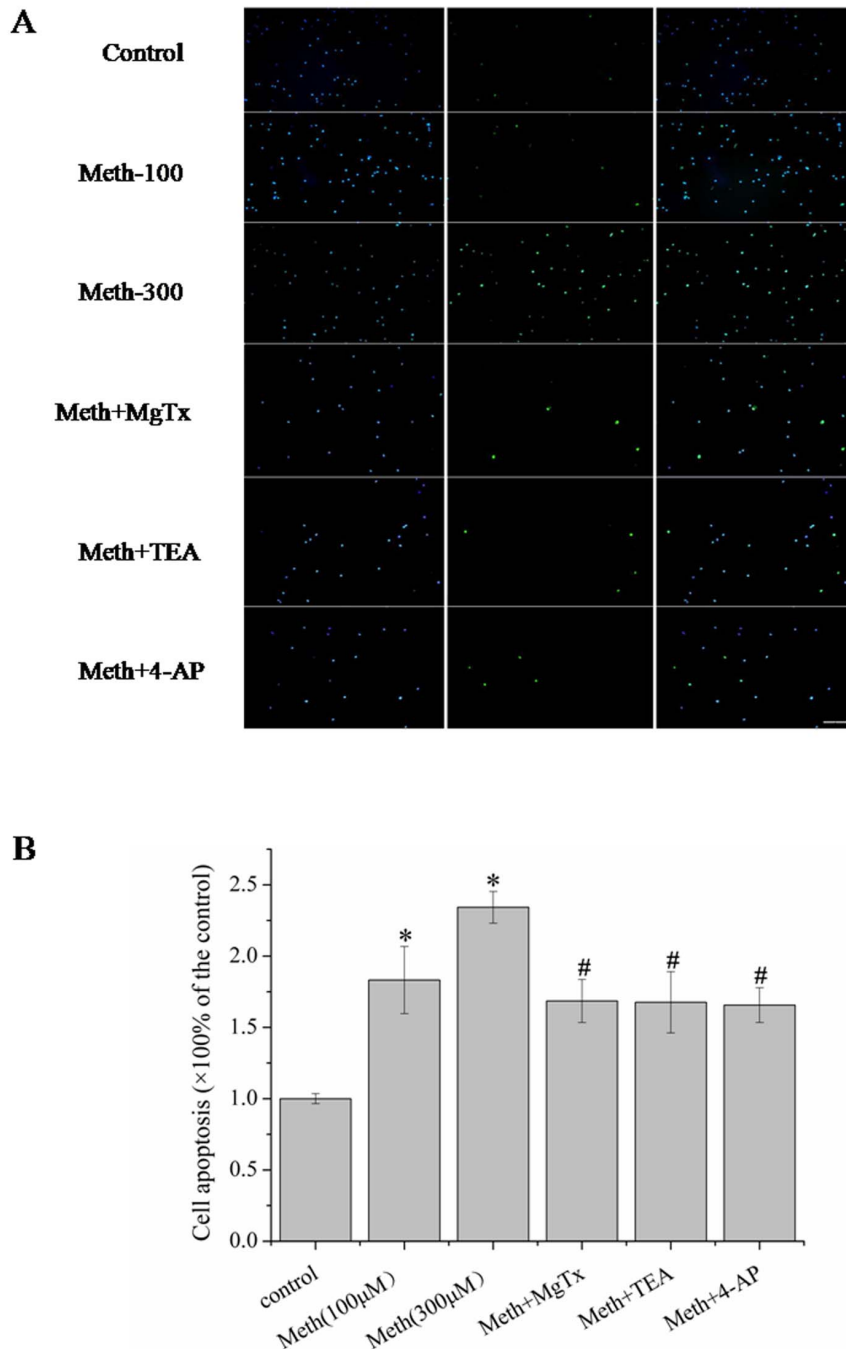 A
Control
Meth-100
Meth-300
Meth+MgTx
Meth+TEA
Meth+4-AP
B
Cell apoptosis (×100% of the control)
2.5
2.0
1.5
1.0
0.5
0.0
*
*
#
#
#
control
Meth(100μM)
Meth(300μM)
Meth+MgTx
Meth+TEA
Meth+4-AP